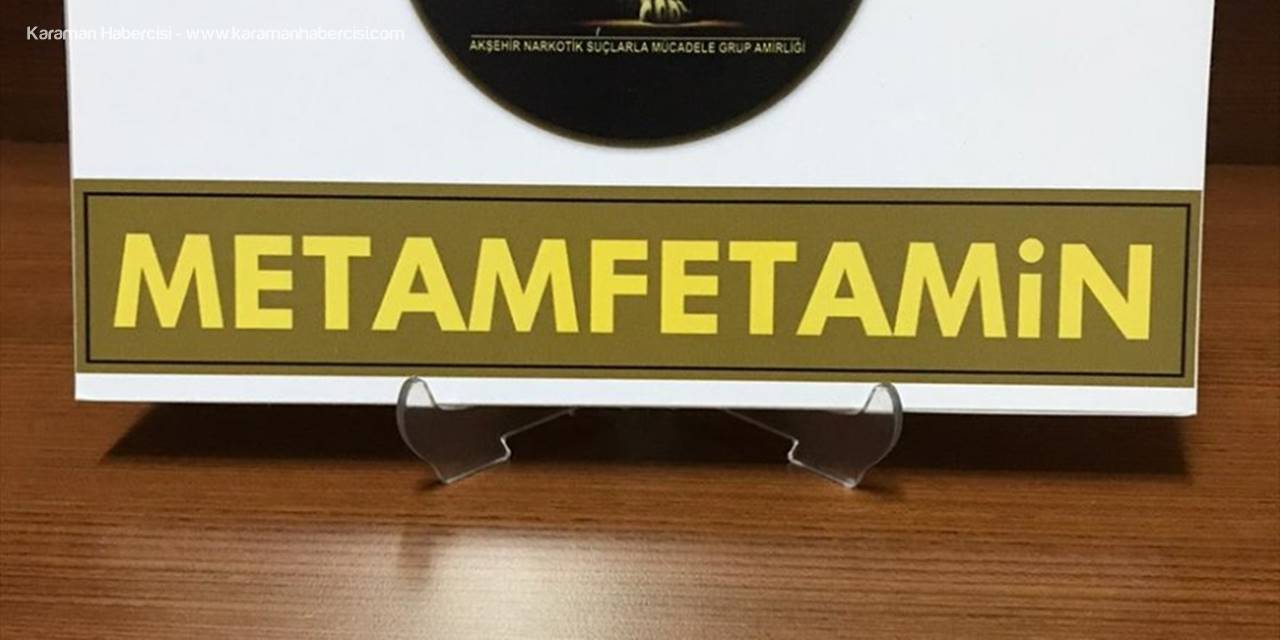 Karaman Habercisi - www.karamanhabercisi.com
AKŞEHİR NARKOTİK SUÇLARLA MÜCADELE GRUP AMİRLİĞİ
METAMFETAMiN